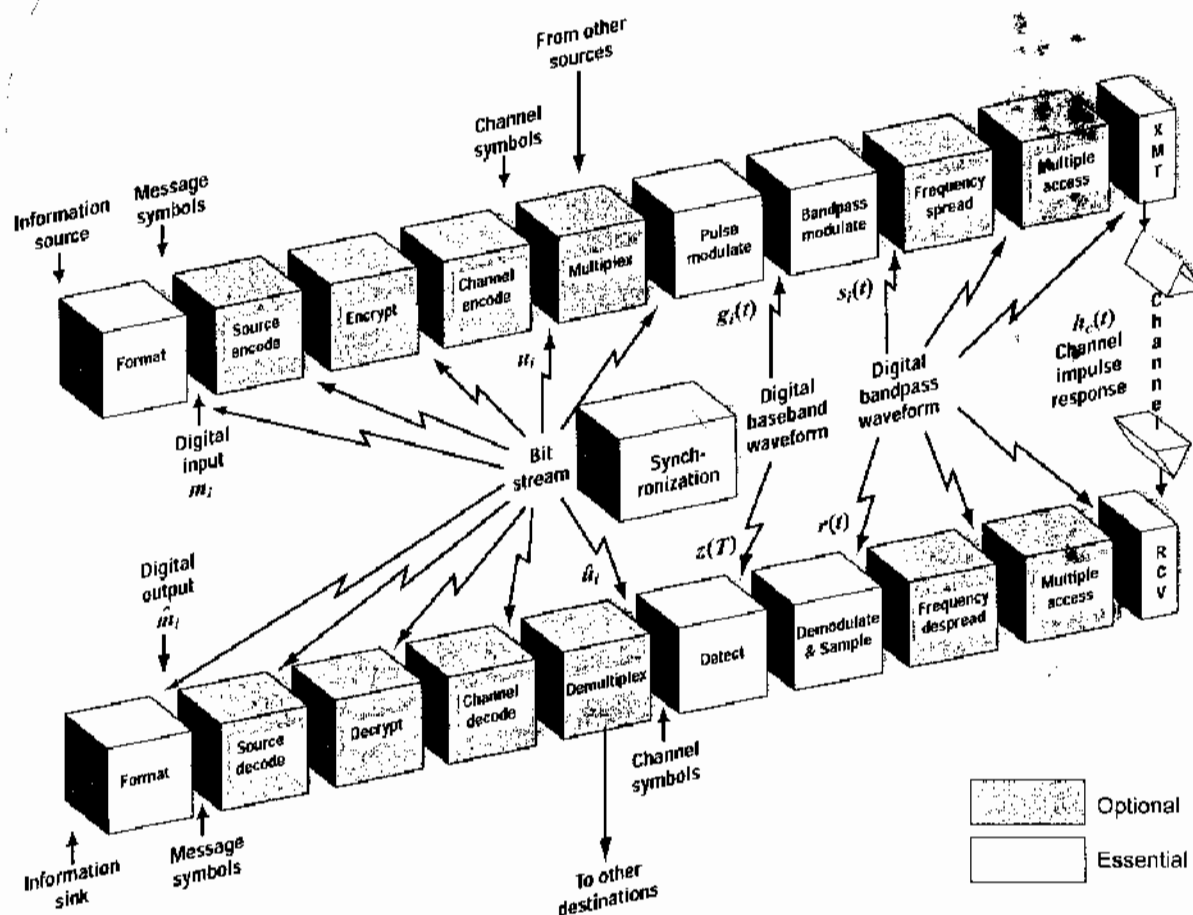 From other
sources
Channel
symbols
Message
symbols
Information
source
Format
Source
encode
Encrypt
Channel
encode
Multiplex
Pulse
modulate
Bandpass
modulate
Frequency
spread
Multiple
access
X
M
T
Digital
input
m_i
u_i
g_i(t)
s_i(t)
h_c(t)
Channel
impulse
response
C
h
a
n
n
e
Bit
stream
Synch-
ronization
Digital
baseband
waveform
Digital
bandpass
waveform
Digital
output
m̂_i
û_i
z(T)
r(t)
Format
Source
decode
Decrypt
Channel
decode
Demultiplex
Detect
Demodulate
& Sample
Frequency
despread
Multiple
access
R
C
V
Information
sink
Message
symbols
Channel
symbols
To other
destinations
Optional
Essential